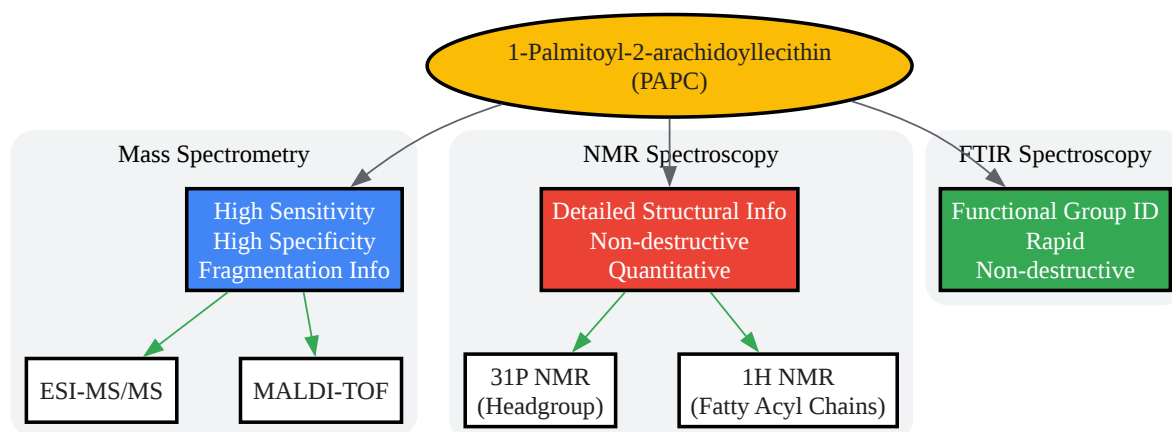 1-Palmitoyl-2-arachidoyllecithin
(PAPC)
Mass Spectrometry
NMR Spectroscopy
FTIR Spectroscopy
High Sensitivity
High Specificity
Fragmentation Info
Detailed Structural Info
Non-destructive
Quantitative
Functional Group ID
Rapid
Non-destructive
ESI-MS/MS
MALDI-TOF
31P NMR
(Headgroup)
1H NMR
(Fatty Acyl Chains)